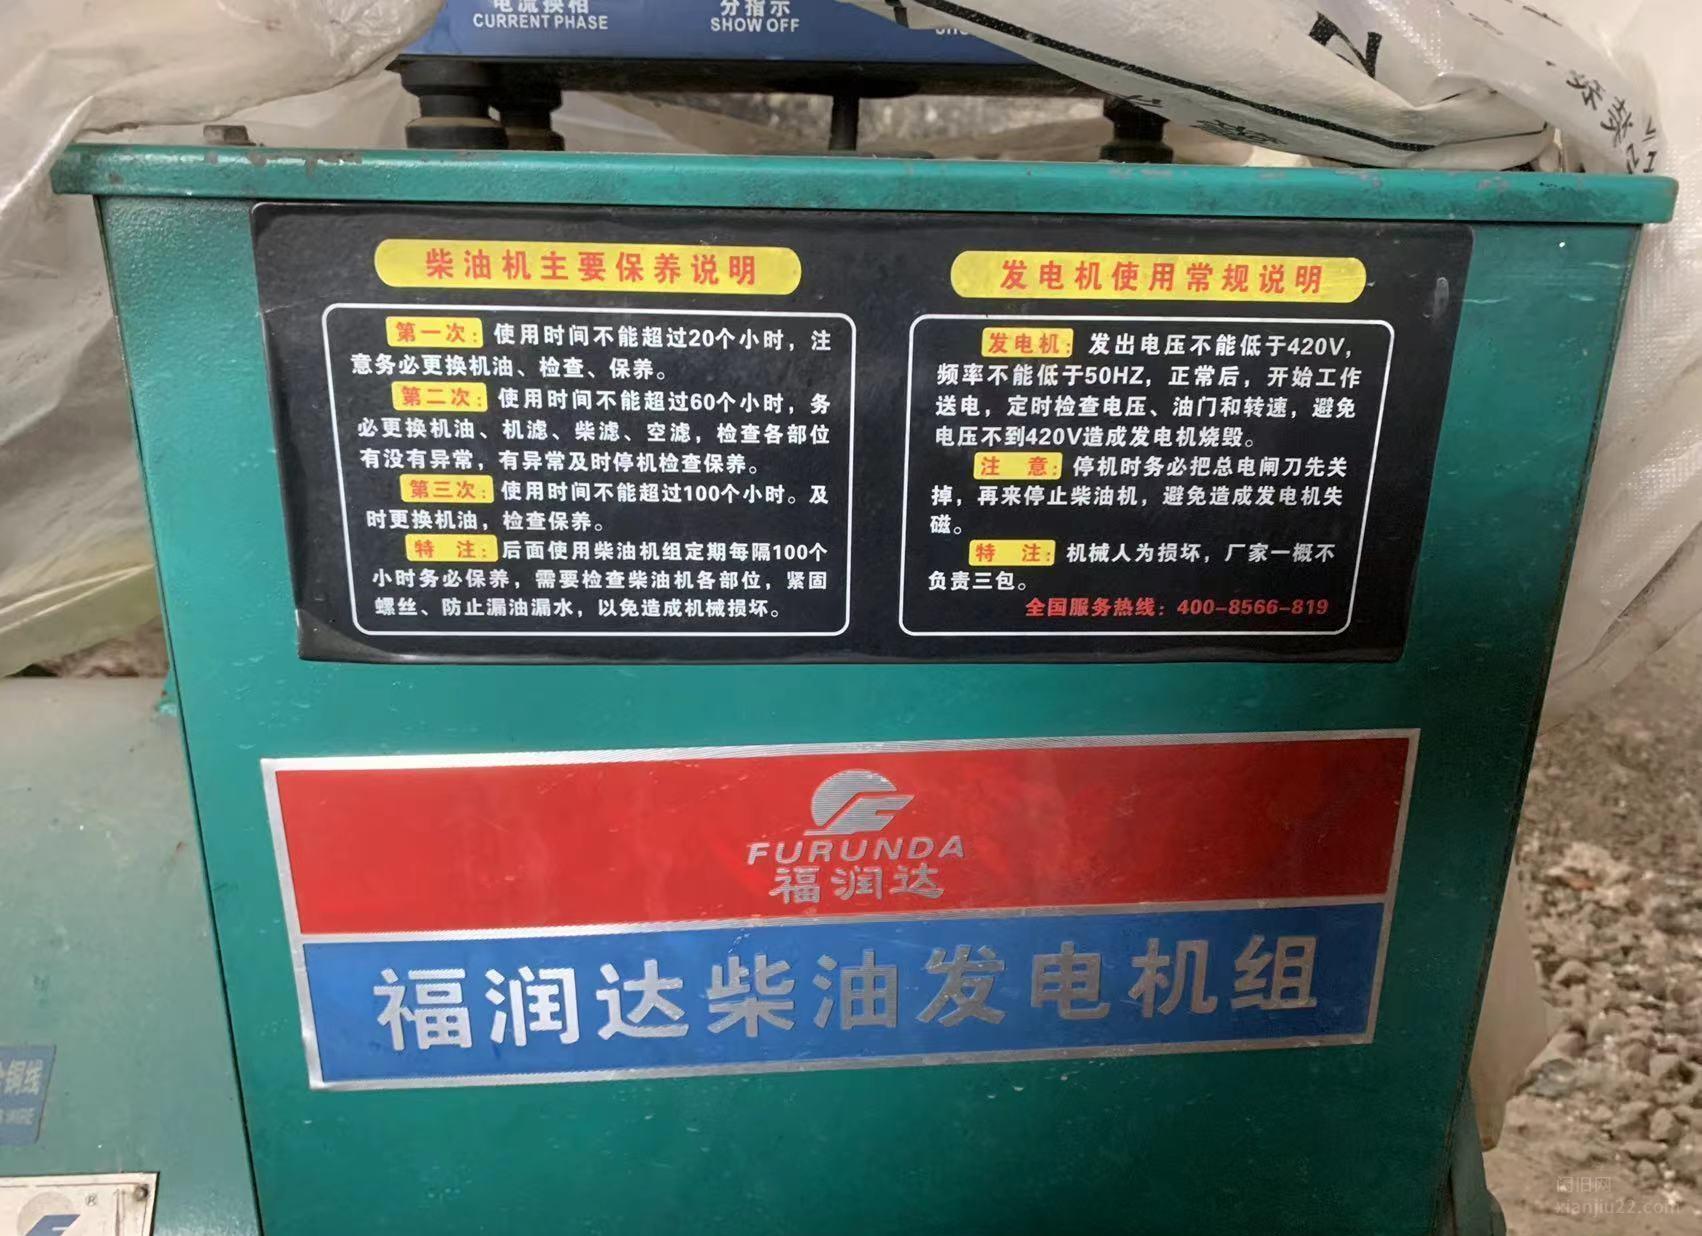 电流换相
CURRENT PHASE
分指示
SHOW OFF
柴油机主要保养说明
第一次：使用时间不能超过20个小时，注
意务必更换机油、检查、保养。
第二次：使用时间不能超过60个小时，务
必更换机油、机滤、柴滤、空滤，检查各部位
有没有异常，有异常及时停机检查保养。
第三次：使用时间不能超过100个小时。及
时更换机油，检查保养。
特 注：后面使用柴油机组定期每隔100个
小时务必保养，需要检查柴油机各部位，紧固
螺丝、防止漏油漏水，以免造成机械损坏。
发电机使用常规说明
发电机：发出电压不能低于420V，
频率不能低于50HZ，正常后，开始工作
送电，定时检查电压、油门和转速，避免
电压不到420V造成发电机烧毁。
注 意：停机时务必把总电闸刀先关
掉，再来停止柴油机，避免造成发电机失
磁。
特 注：机械人为损坏，厂家一概不
负责三包。
全国服务热线：400-8566-819
FURUNDA
福润达
福润达柴油发电机组
铜线
闲旧网
xianjiu22.com